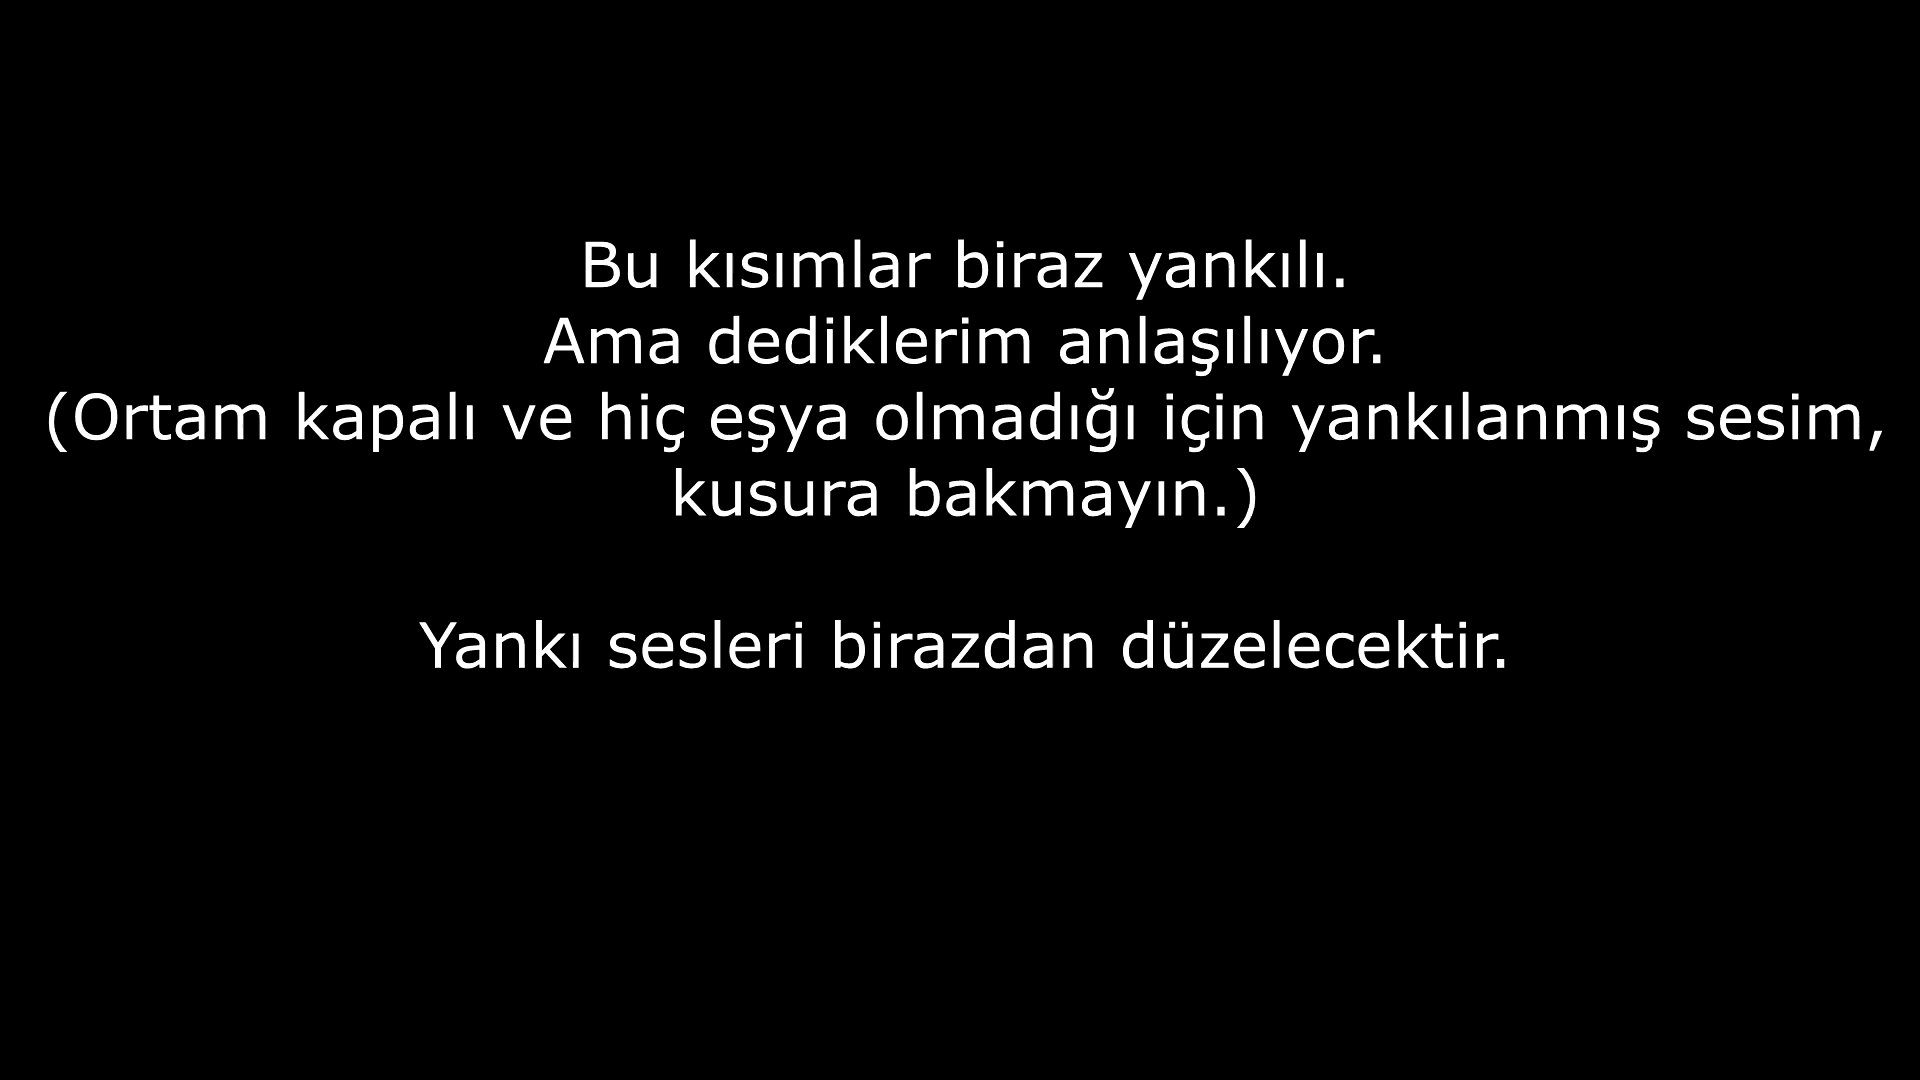 Bu kısımlar biraz yankılı.
Ama dediklerim anlaşılıyor.
(Ortam kapalı ve hiç eşya olmadığı için yankılanmış sesim,
kusura bakmayın.)
Yankı sesleri birazdan düzelecektir.